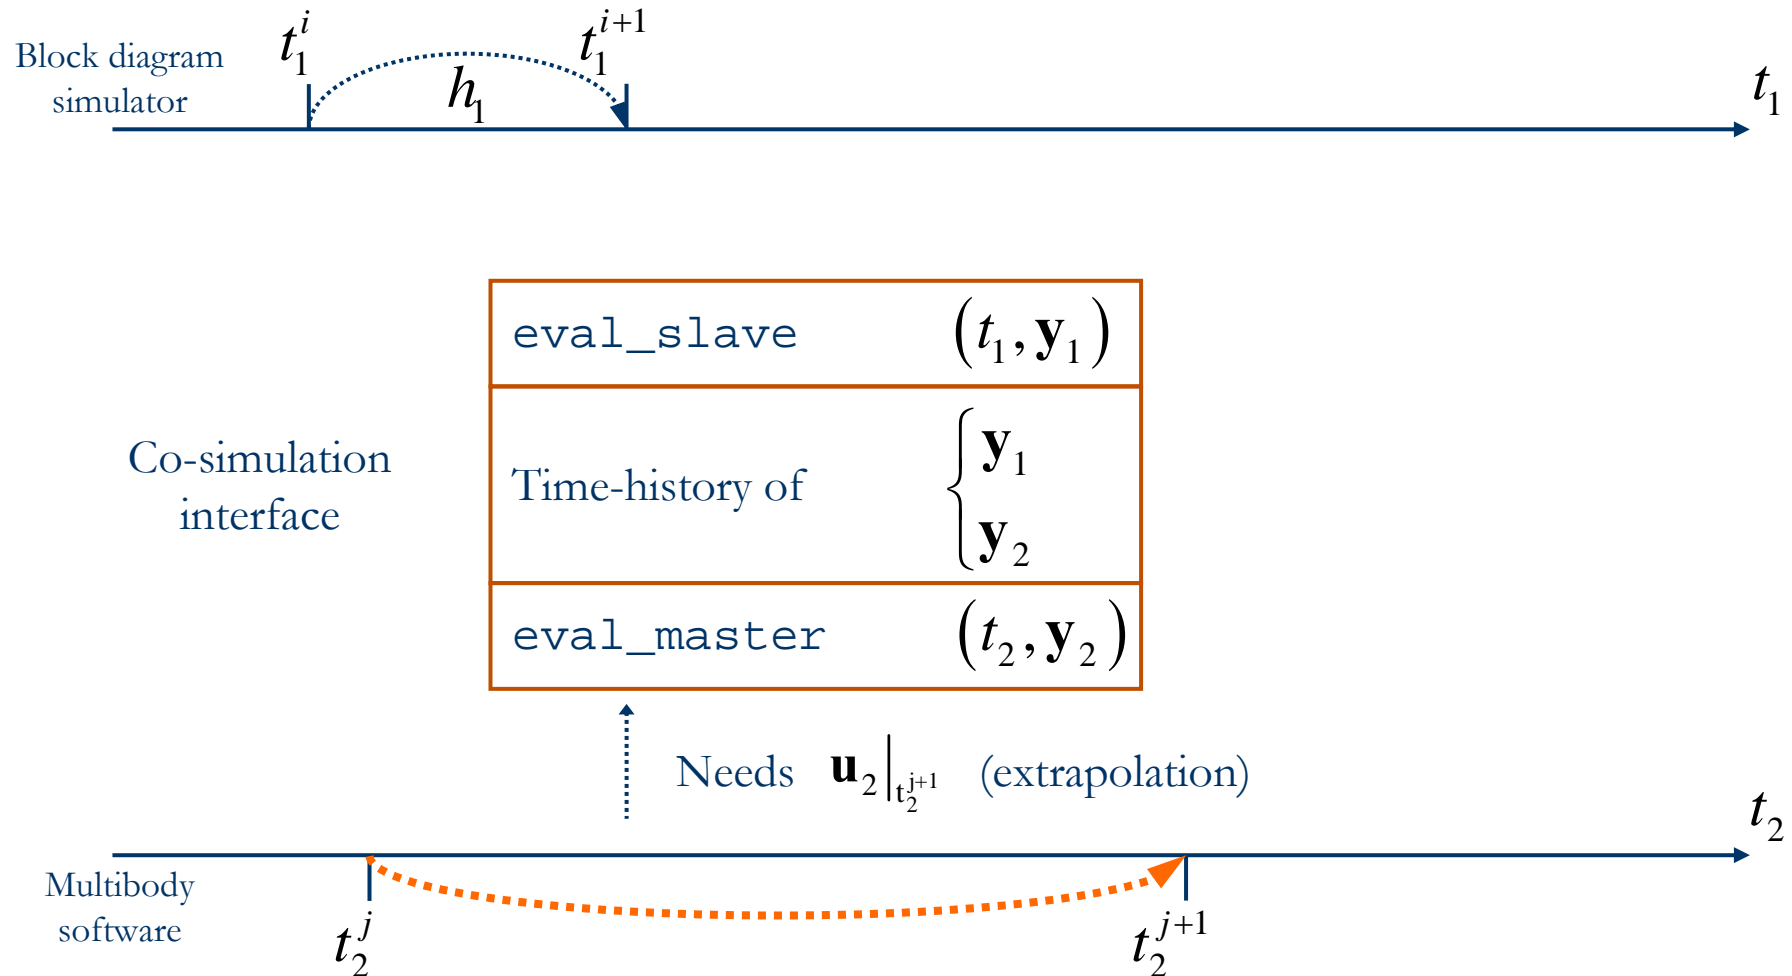 Block diagram
simulator
t_1^i
t_1^{i+1}
h_1
t_1
eval_slave (t_1, y_1)
Co-simulation
interface
Time-history of { y_1
y_2
eval_master (t_2, y_2)
Needs u_2|_{t_2^{j+1}} (extrapolation)
t_2
Multibody
software
t_2^j
t_2^{j+1}